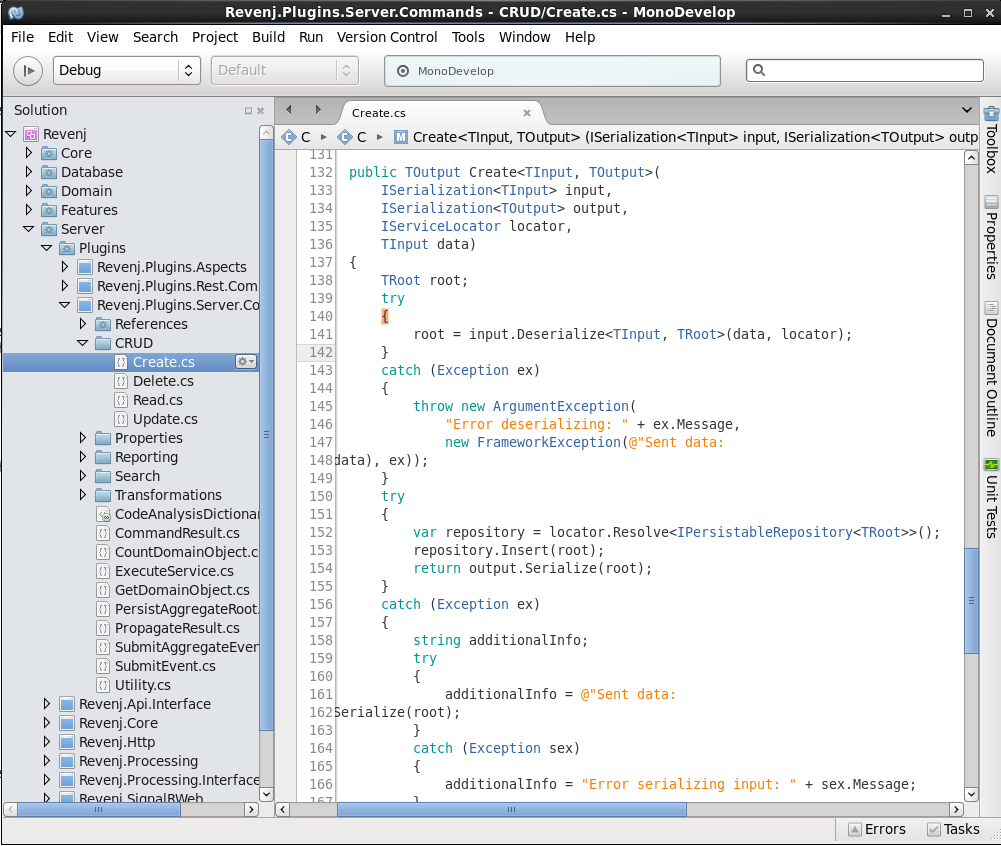 Revenj.Plugins.Server.Commands - CRUD/Create.cs - MonoDevelop
File Edit View Search Project Build Run Version Control Tools Window Help
Debug Default MonoDevelop
Solution
Revenj
Core
Database
Domain
Features
Server
Plugins
Revenj.Plugins.Aspects
Revenj.Plugins.Rest.Com
Revenj.Plugins.Server.Co
References
CRUD
Create.cs
Delete.cs
Read.cs
Update.cs
Properties
Reporting
Search
Transformations
CodeAnalysisDictionar
CommandResult.cs
CountDomainObject.cs
ExecuteService.cs
GetDomainObject.cs
PersistAggregateRoot.
PropagateResult.cs
SubmitAggregateEven
SubmitEvent.cs
Utility.cs
Revenj.Api.Interface
Revenj.Core
Revenj.Http
Revenj.Processing
Revenj.Processing.Interface
Revenj.SignalRWeb
Create.cs
C C M Create<TInput, TOutput> (ISerialization<TInput> input, ISerialization<TOutput> outp
131
132 public TOutput Create<TInput, TOutput>(
133 ISerialization<TInput> input,
134 ISerialization<TOutput> output,
135 IServiceLocator locator,
136 TInput data)
137 {
138 TRoot root;
139 try
140 {
141 root = input.Deserialize<TInput, TRoot>(data, locator);
142 }
143 catch (Exception ex)
144 {
145 throw new ArgumentException(
146 "Error deserializing: " + ex.Message,
147 new FrameworkException(@"Sent data:
148 data), ex));
149 }
150 try
151 {
152 var repository = locator.Resolve<IPersistableRepository<TRoot>>();
153 repository.Insert(root);
154 return output.Serialize(root);
155 }
156 catch (Exception ex)
157 {
158 string additionalInfo;
159 try
160 {
161 additionalInfo = @"Sent data:
162 Serialize(root);
163 }
164 catch (Exception sex)
165 {
166 additionalInfo = "Error serializing input: " + sex.Message;
167 }
Toolbox
Properties
Document Outline
Unit Tests
Errors Tasks